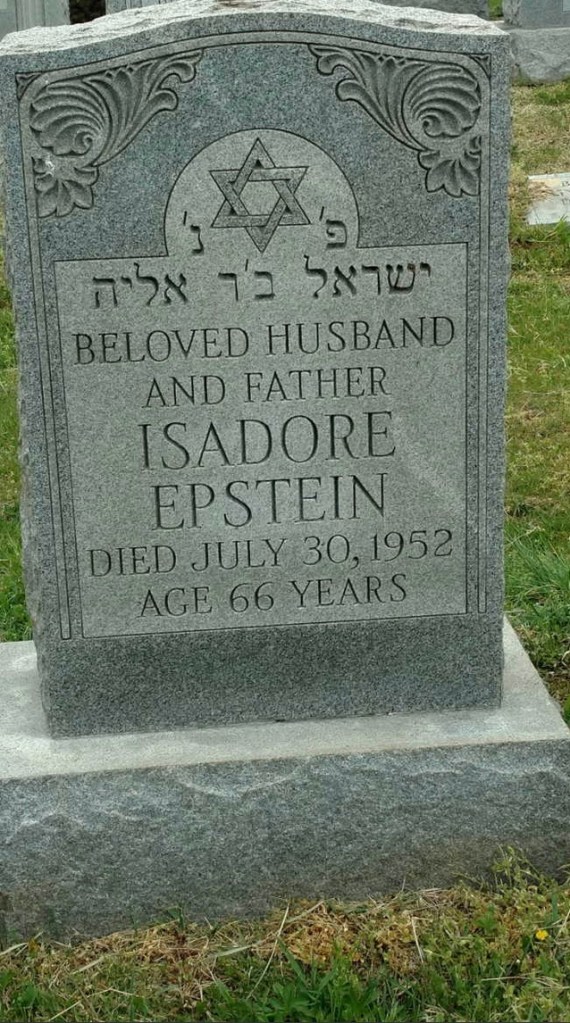 פ' נ'
ישראל ב'ר אליה
BELOVED HUSBAND
AND FATHER
ISADORE
EPSTEIN
DIED JULY 30, 1952
AGE 66 YEARS